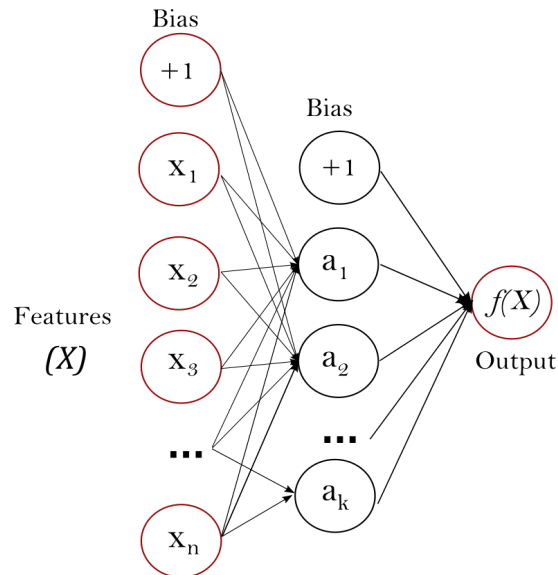 Bias
+1
x₁
x₂
Features
(X)
x₃
...
xₙ
Bias
+1
a₁
a₂
...
aₖ
f(X)
Output